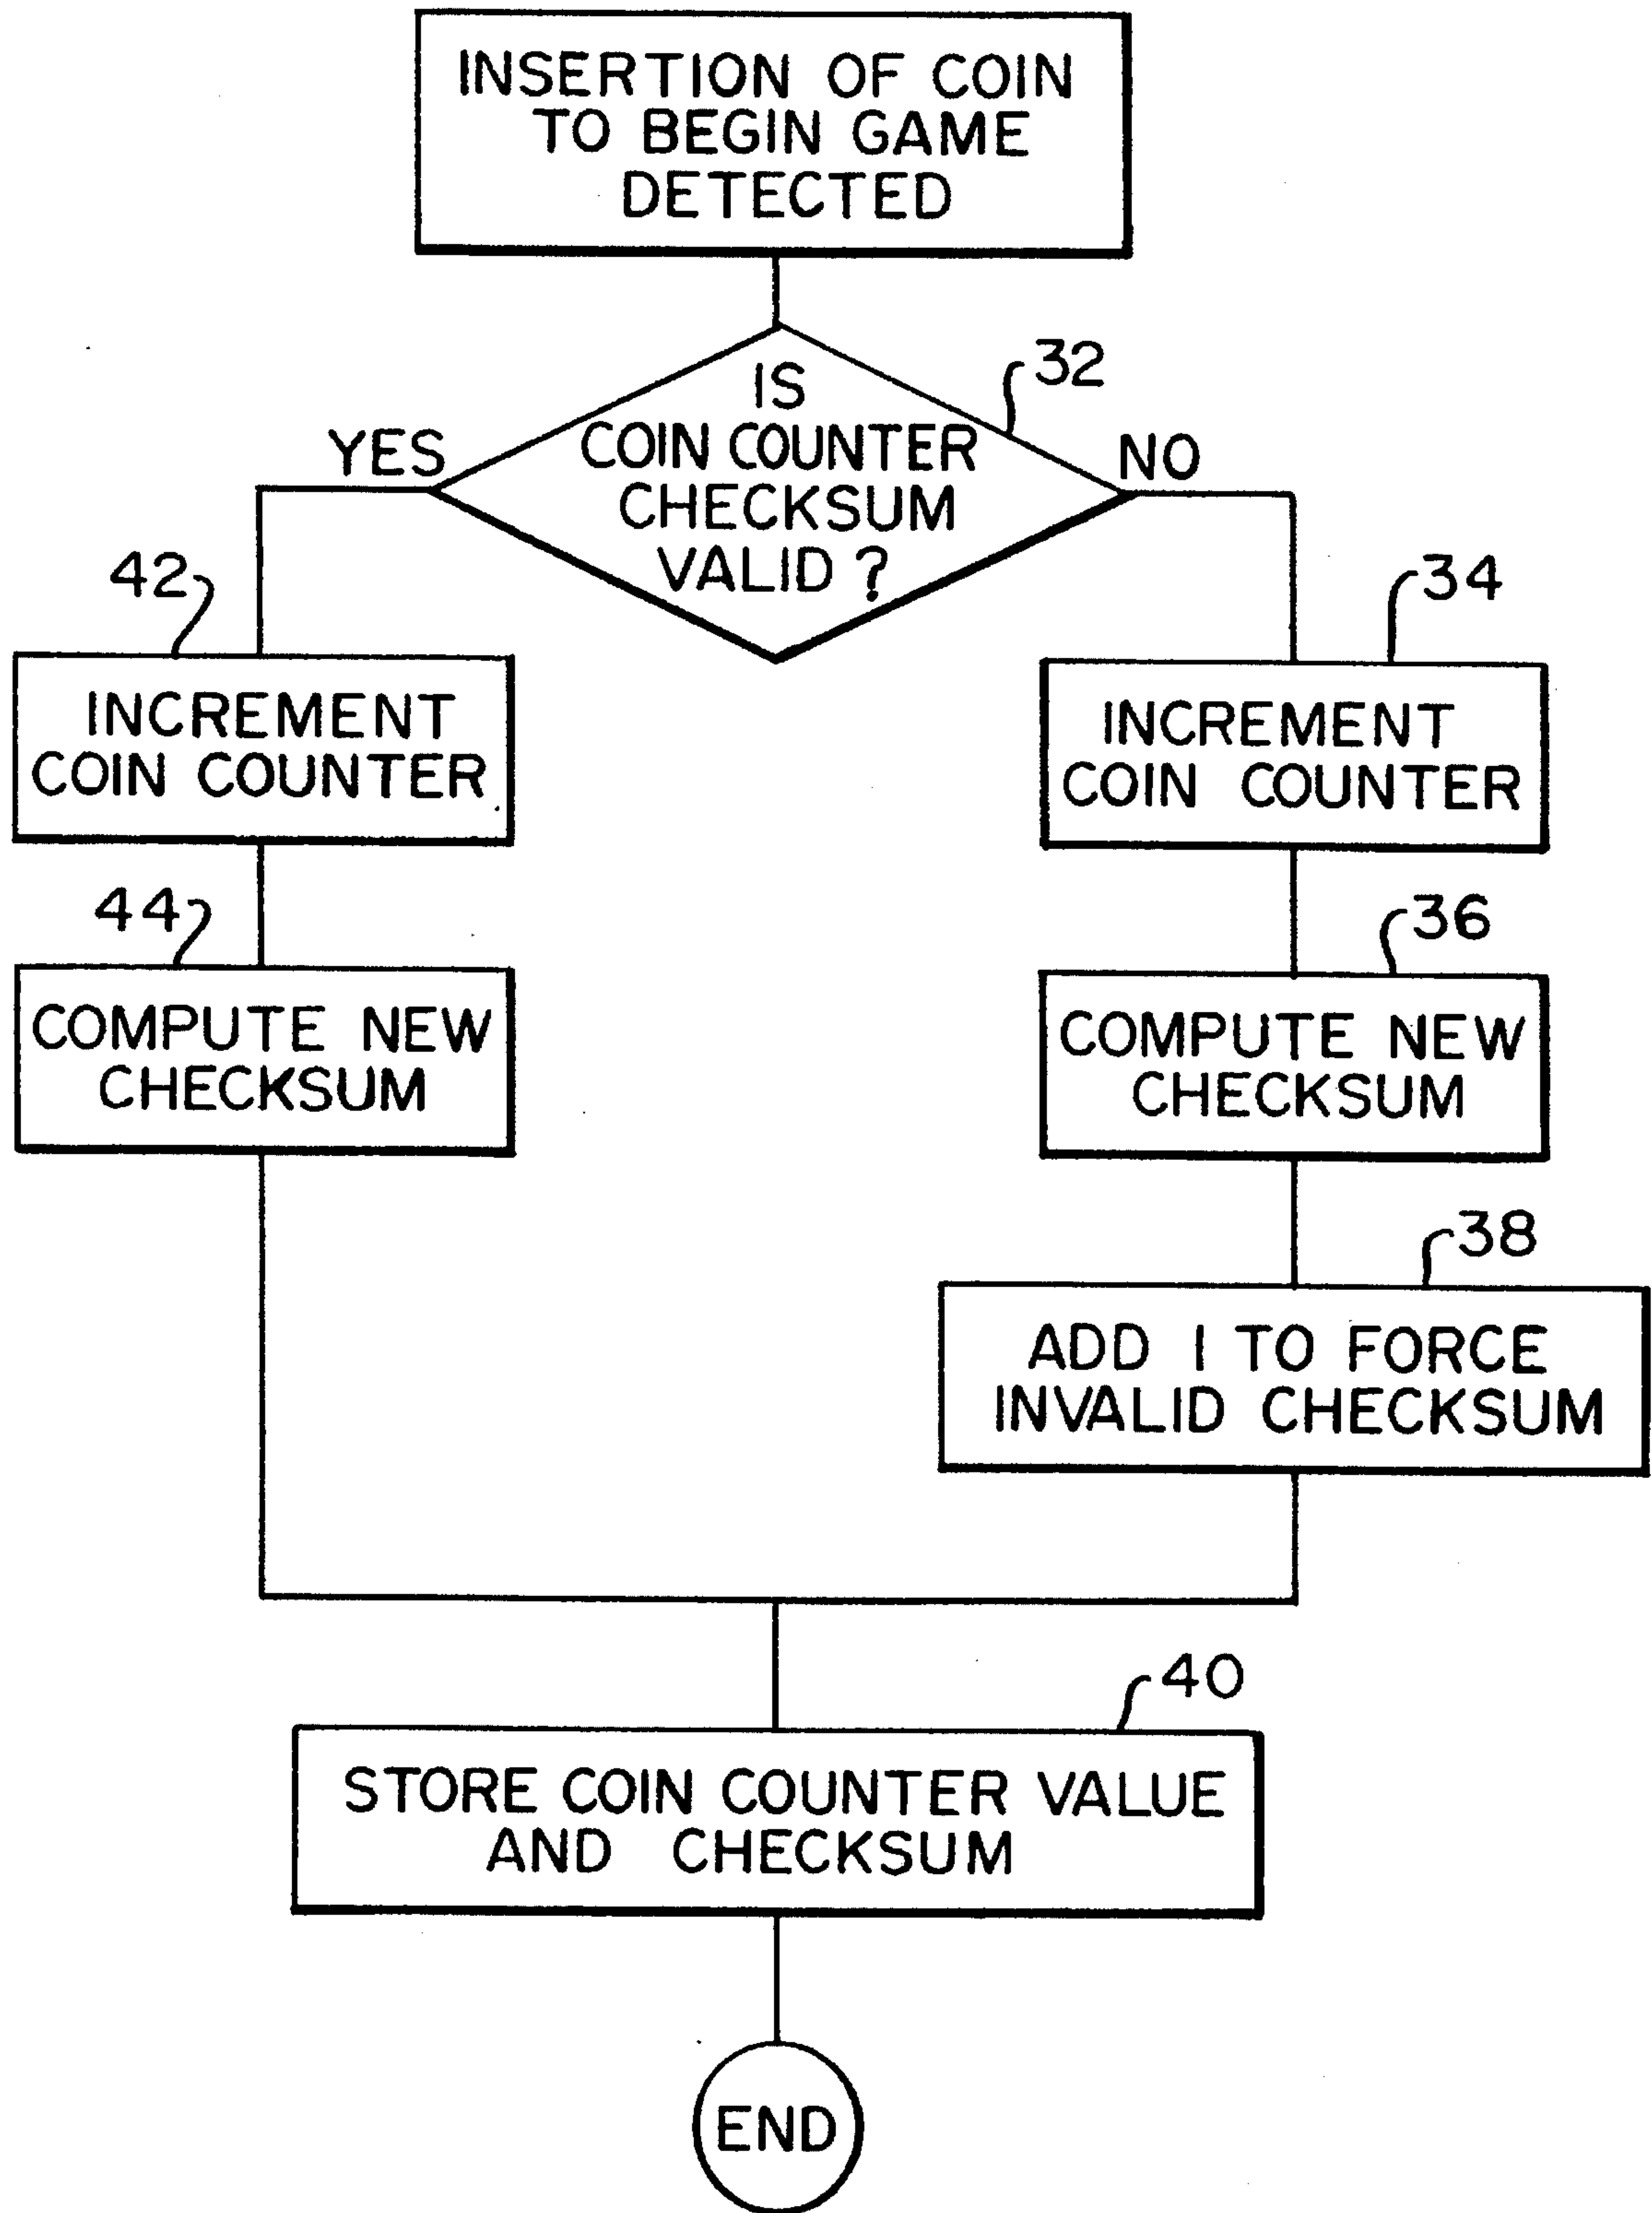 INSERTION OF COIN
TO BEGIN GAME
DETECTED
32
IS
COIN COUNTER
CHECKSUM
VALID ?
YES
NO
42
INCREMENT
COIN COUNTER
34
INCREMENT
COIN COUNTER
44
COMPUTE NEW
CHECKSUM
36
COMPUTE NEW
CHECKSUM
38
ADD 1 TO FORCE
INVALID CHECKSUM
40
STORE COIN COUNTER VALUE
AND CHECKSUM
END